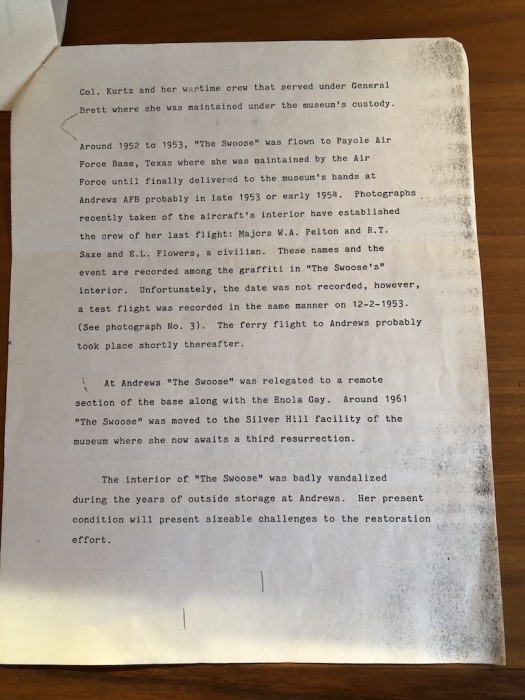 Col. Kurtz and her wartime crew that served under General
Brett where she was maintained under the museum's custody.
Around 1952 to 1953, "The Swoose" was flown to Payole Air
Force Base, Texas where she was maintained by the Air
Force until finally delivered to the museum's hands at
Andrews AFB probably in late 1953 or early 1954. Photographs
recently taken of the aircraft's interior have established
the crew of her last flight: Majors W.A. Pelton and R.T.
Saxe and E.L. Flowers, a civilian. These names and the
event are recorded among the graffiti in "The Swoose's"
interior. Unfortunately, the date was not recorded, however,
a test flight was recorded in the same manner on 12-2-1953.
(See photograph No. 3). The ferry flight to Andrews probably
took place shortly thereafter.
At Andrews "The Swoose" was relegated to a remote
section of the base along with the Enola Gay. Around 1961
"The Swoose" was moved to the Silver Hill facility of the
museum where she now awaits a third resurrection.
The interior of "The Swoose" was badly vandalized
during the years of outside storage at Andrews. Her present
condition will present sizeable challenges to the restoration
effort.